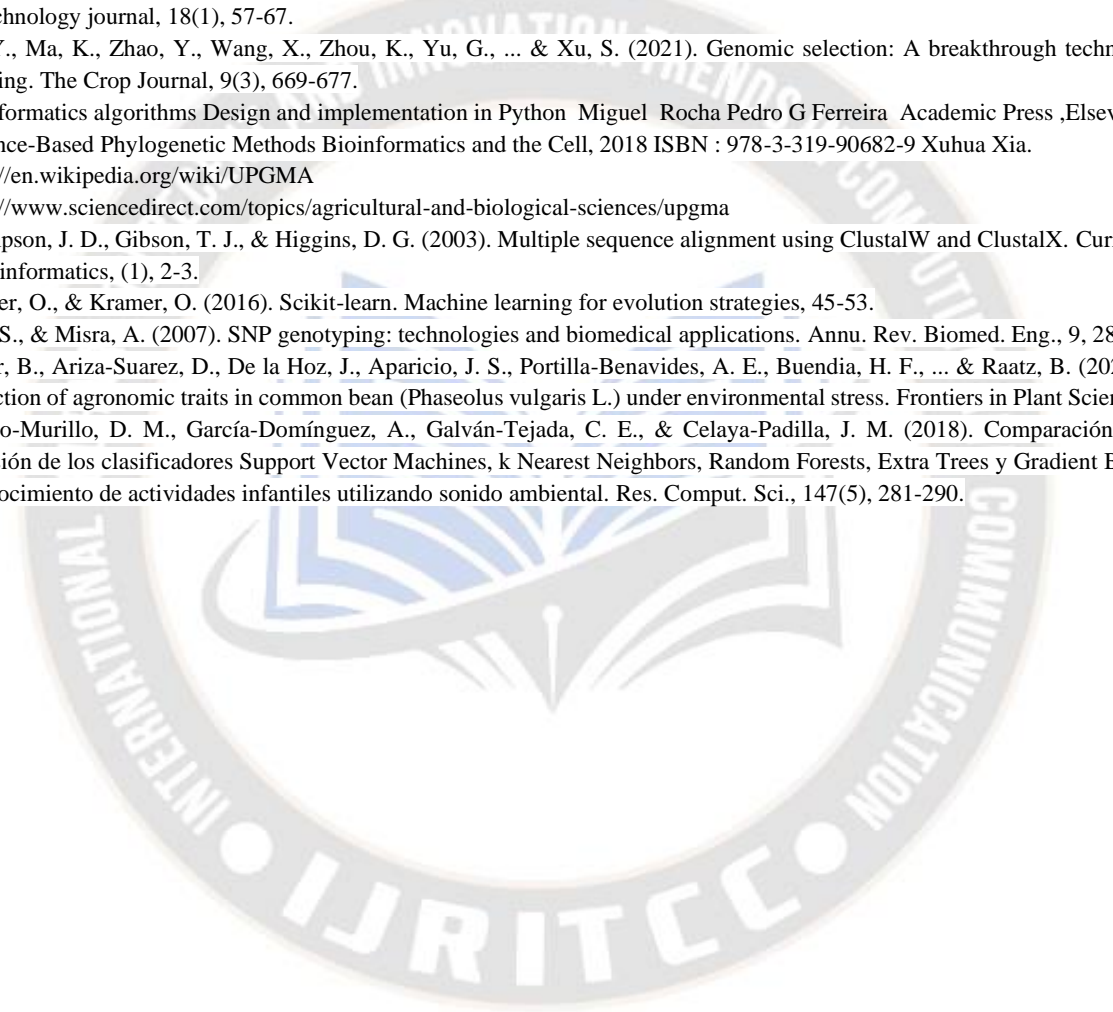 chnology journal, 18(1), 57-67.
Y., Ma, K., Zhao, Y., Wang, X., Zhou, K., Yu, G., ... & Xu, S. (2021). Genomic selection: A breakthrough techn
ing. The Crop Journal, 9(3), 669-677.
formatics algorithms Design and implementation in Python Miguel Rocha Pedro G Ferreira Academic Press ,Elsev
nce-Based Phylogenetic Methods Bioinformatics and the Cell, 2018 ISBN : 978-3-319-90682-9 Xuhua Xia.
//en.wikipedia.org/wiki/UPGMA
//www.sciencedirect.com/topics/agricultural-and-biological-sciences/upgma
pson, J. D., Gibson, T. J., & Higgins, D. G. (2003). Multiple sequence alignment using ClustalW and ClustalX. Curr
informatics, (1), 2-3.
er, O., & Kramer, O. (2016). Scikit-learn. Machine learning for evolution strategies, 45-53.
S., & Misra, A. (2007). SNP genotyping: technologies and biomedical applications. Annu. Rev. Biomed. Eng., 9, 28
r, B., Ariza-Suarez, D., De la Hoz, J., Aparicio, J. S., Portilla-Benavides, A. E., Buendia, H. F., ... & Raatz, B. (202
ction of agronomic traits in common bean (Phaseolus vulgaris L.) under environmental stress. Frontiers in Plant Scien
o-Murillo, D. M., García-Domínguez, A., Galván-Tejada, C. E., & Celaya-Padilla, J. M. (2018). Comparación
sión de los clasificadores Support Vector Machines, k Nearest Neighbors, Random Forests, Extra Trees y Gradient B
ocimiento de actividades infantiles utilizando sonido ambiental. Res. Comput. Sci., 147(5), 281-290.
INTERNATIONAL
COMMUNICATION
IJRITCC